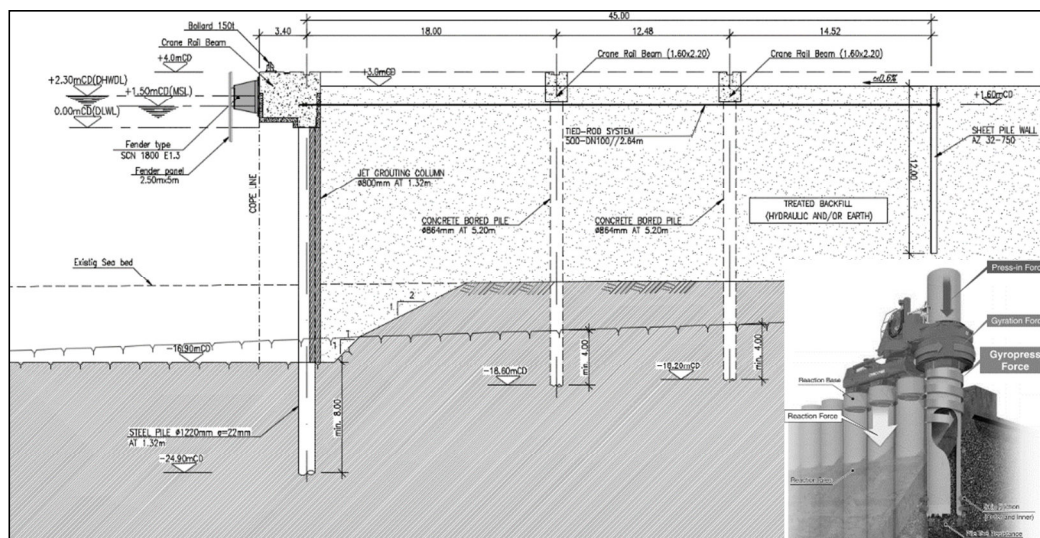 45.00
3.40
18.00
12.48
14.52
Bollard 150t
Crane Rail Beam
+4.0mCD
+3.0mCD
Crane Rail Beam (1.60x2.20)
Crane Rail Beam (1.60x2.20)
≈0.6%
+2.30mCD(DHWDL)
+1.50mCD(MSL)
0.00mCD(DLWL)
+1.60mCD
TIED-ROD SYSTEM
500-DN100//2.64m
SHEET PILE WALL
AZ 32-750
Fender type
SCN 1800 E1.3
Fender panel
2.50mx5m
COPE LINE
JET GROUTING COLUMN
Ø800mm AT 1.32m
12.00
CONCRETE BORED PILE
Ø864mm AT 5.20m
CONCRETE BORED PILE
Ø864mm AT 5.20m
TREATED BACKFILL
(HYDRAULIC AND/OR EARTH)
Existig Sea bed
2
1
1
-16.90mCD
min. 4.00
-18.60mCD
min. 4.00
-18.20mCD
min. 8.00
STEEL PILE Ø1220mm e=22mm
AT 1.32m
-24.90mCD
Press-in Force
Gyration Force
Gyropress
Force
Reaction Base
Reaction Force